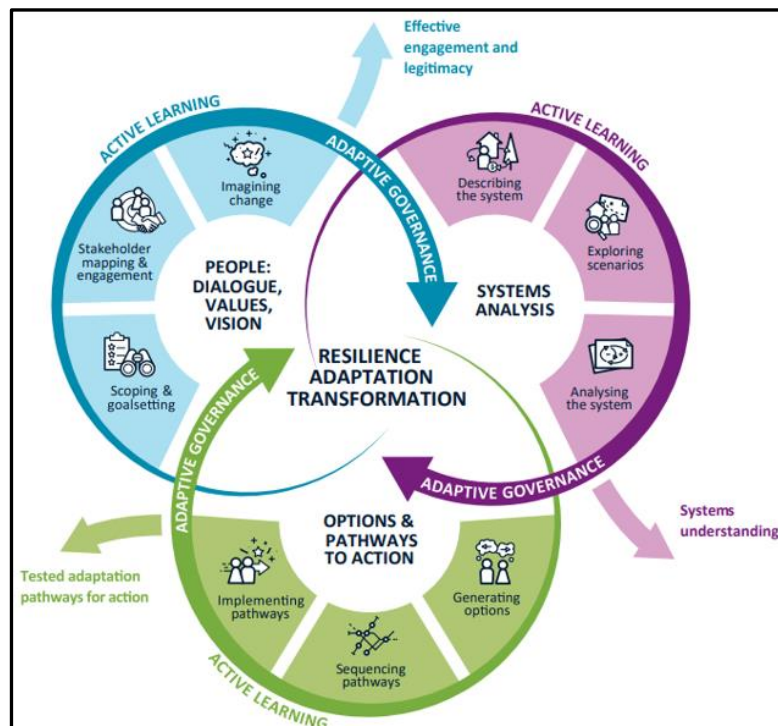 Effective
engagement and
legitimacy
ACTIVE LEARNING
ADAPTIVE GOVERNANCE
Imagining
change
Stakeholder
mapping &
engagement
Scoping &
goalsetting
PEOPLE:
DIALOGUE,
VALUES,
VISION
ACTIVE LEARNING
Describing
the system
Exploring
scenarios
Analysing
the system
SYSTEMS
ANALYSIS
ADAPTIVE GOVERNANCE
Systems
understanding
RESILIENCE
ADAPTATION
TRANSFORMATION
OPTIONS &
PATHWAYS
TO ACTION
Generating
options
Sequencing
pathways
Implementing
pathways
ADAPTIVE GOVERNANCE
ACTIVE LEARNING
Tested adaptation
pathways for action